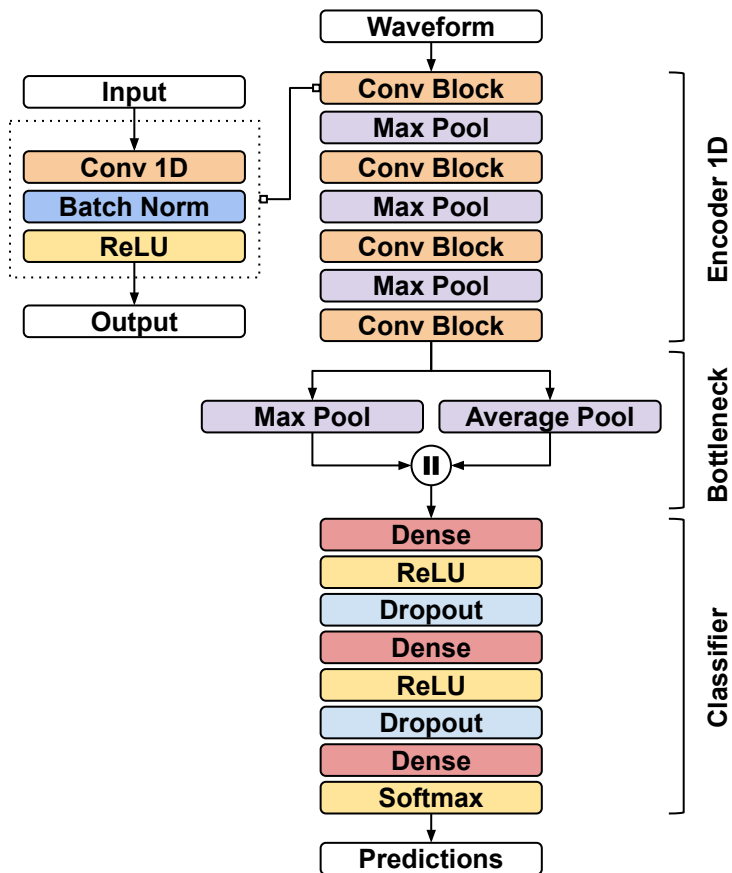 Waveform
Input
Conv 1D
Batch Norm
ReLU
Output
Conv Block
Max Pool
Conv Block
Max Pool
Conv Block
Max Pool
Conv Block
Encoder 1D
Max Pool
Average Pool
Bottleneck
Dense
ReLU
Dropout
Dense
ReLU
Dropout
Dense
Softmax
Classifier
Predictions